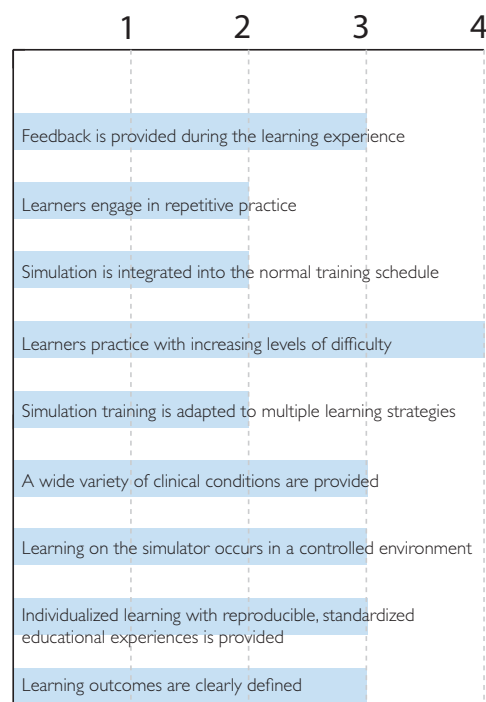 1 2 3 4
Feedback is provided during the learning experience
Learners engage in repetitive practice
Simulation is integrated into the normal training schedule
Learners practice with increasing levels of difficulty
Simulation training is adapted to multiple learning strategies
A wide variety of clinical conditions are provided
Learning on the simulator occurs in a controlled environment
Individualized learning with reproducible, standardized
educational experiences is provided
Learning outcomes are clearly defined